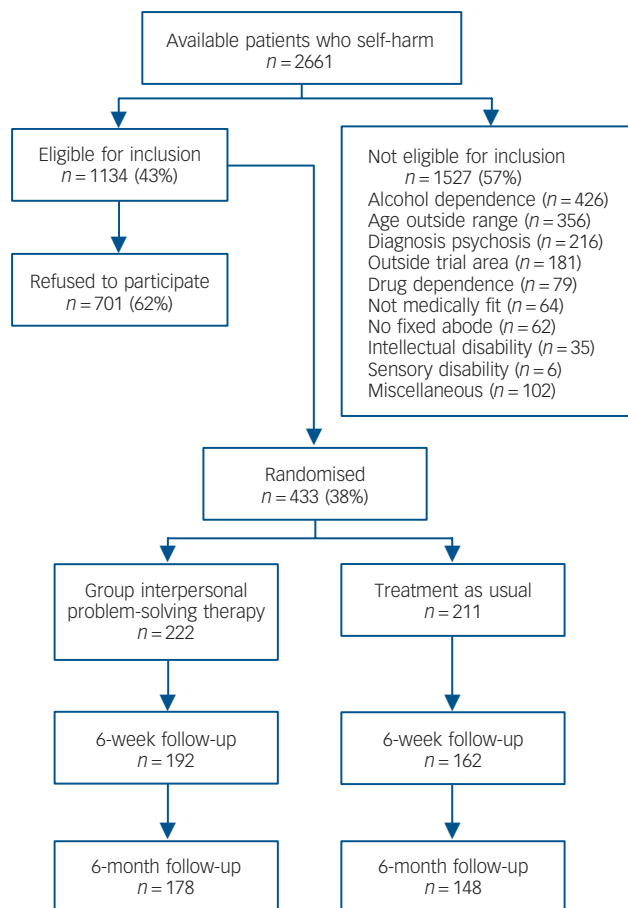 Available patients who self-harm
n = 2661
Eligible for inclusion
n = 1134 (43%)
Not eligible for inclusion
n = 1527 (57%)
Alcohol dependence (n = 426)
Age outside range (n = 356)
Diagnosis psychosis (n = 216)
Outside trial area (n = 181)
Drug dependence (n = 79)
Not medically fit (n = 64)
No fixed abode (n = 62)
Intellectual disability (n = 35)
Sensory disability (n = 6)
Miscellaneous (n = 102)
Refused to participate
n = 701 (62%)
Randomised
n = 433 (38%)
Group interpersonal
problem-solving therapy
n = 222
Treatment as usual
n = 211
6-week follow-up
n = 192
6-week follow-up
n = 162
6-month follow-up
n = 178
6-month follow-up
n = 148